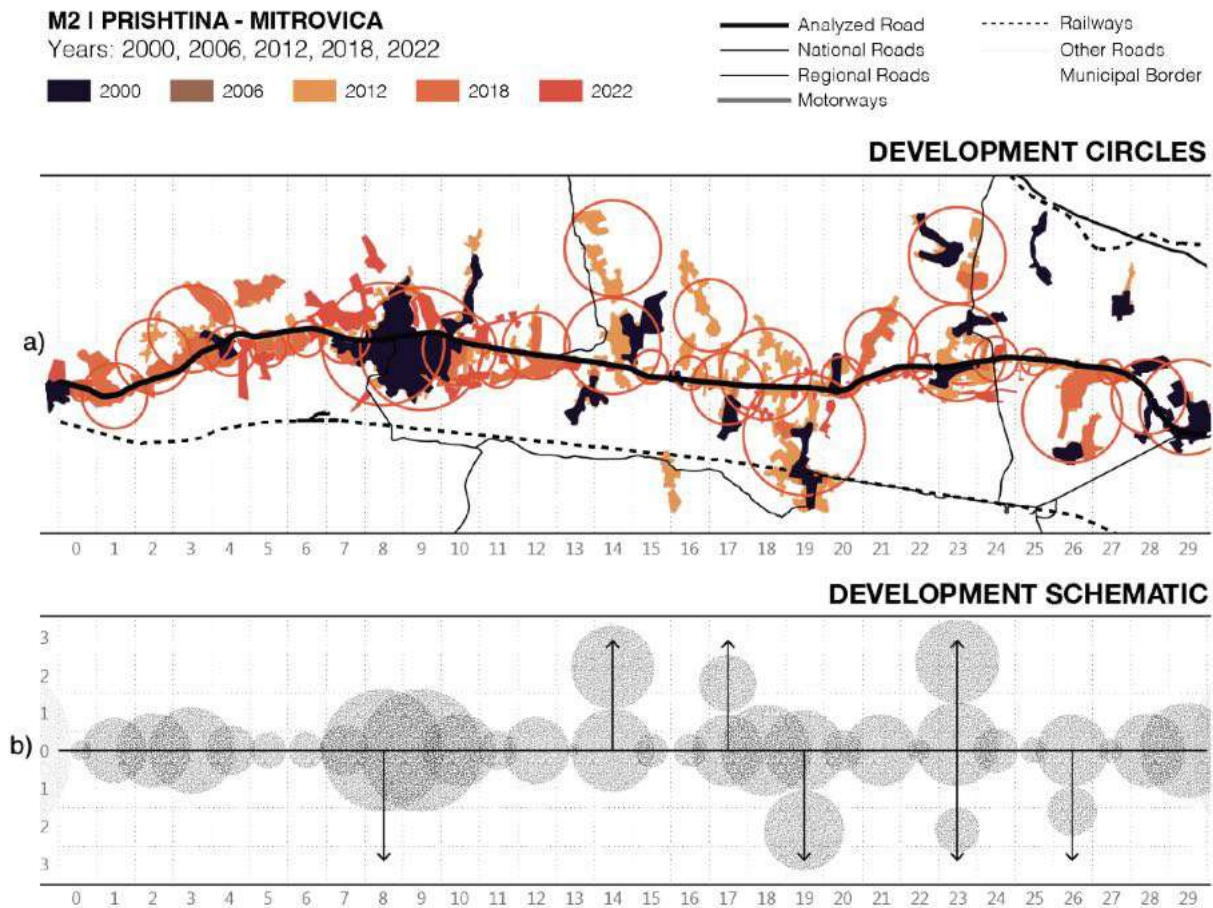 M2 | PRISHTINA - MITROVICA
Years: 2000, 2006, 2012, 2018, 2022
2000 2006 2012 2018 2022
Analyzed Road
National Roads
Regional Roads
Motorways
Railways
Other Roads
Municipal Border
DEVELOPMENT CIRCLES
a)
0 1 2 3 4 5 6 7 8 9 10 11 12 13 14 15 16 17 18 19 20 21 22 23 24 25 26 27 28 29
DEVELOPMENT SCHEMATIC
3
2
1
b) 0
1
2
3
0 1 2 3 4 5 6 7 8 9 10 11 12 13 14 15 16 17 18 19 20 21 22 23 24 25 26 27 28 29